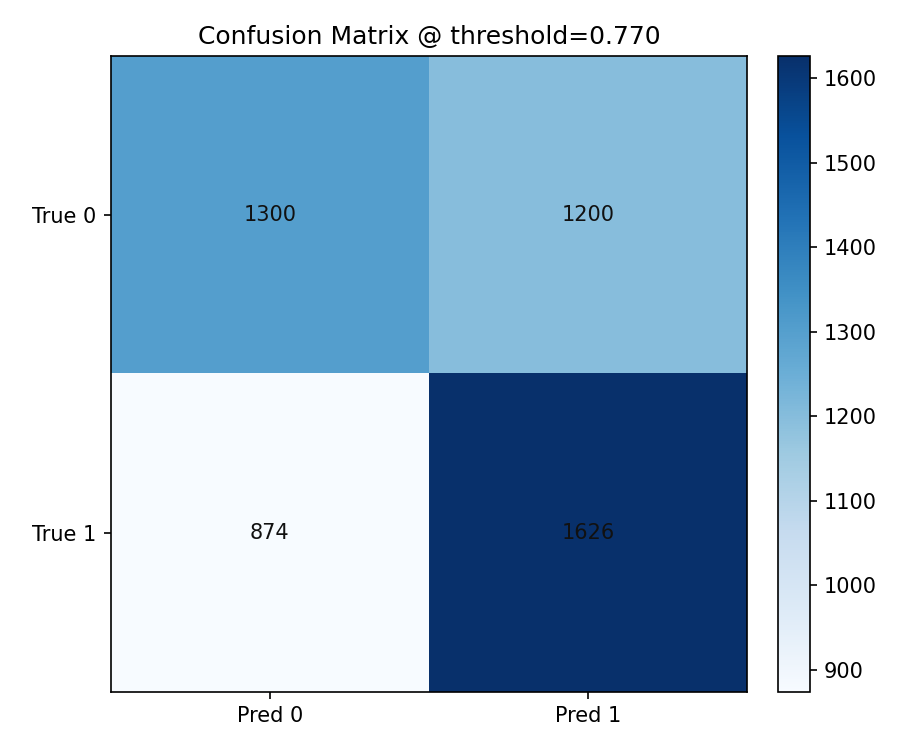 Confusion Matrix @ threshold=0.770
True 0
1300
1200
True 1
874
1626
Pred 0
Pred 1
1600
1500
1400
1300
1200
1100
1000
900